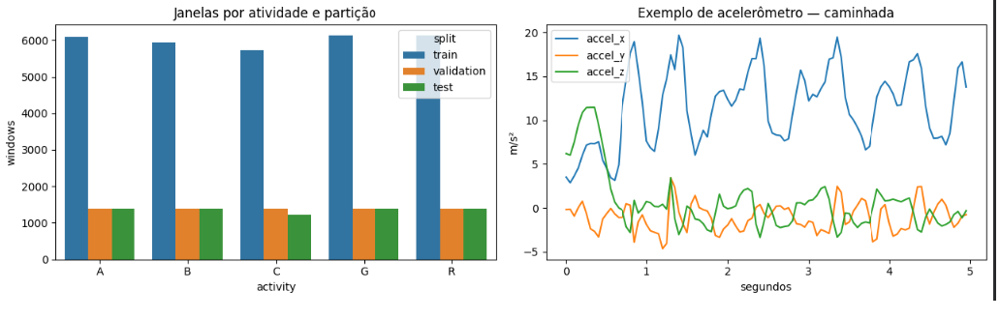 Janelas por atividade e partição
6000
5000
4000
3000
2000
1000
0
windows
A B C G R
activity
split
train
validation
test
Exemplo de acelerômetro — caminhada
20
15
10
5
0
−5
m/s²
0 1 2 3 4 5
segundos
accel_x
accel_y
accel_z